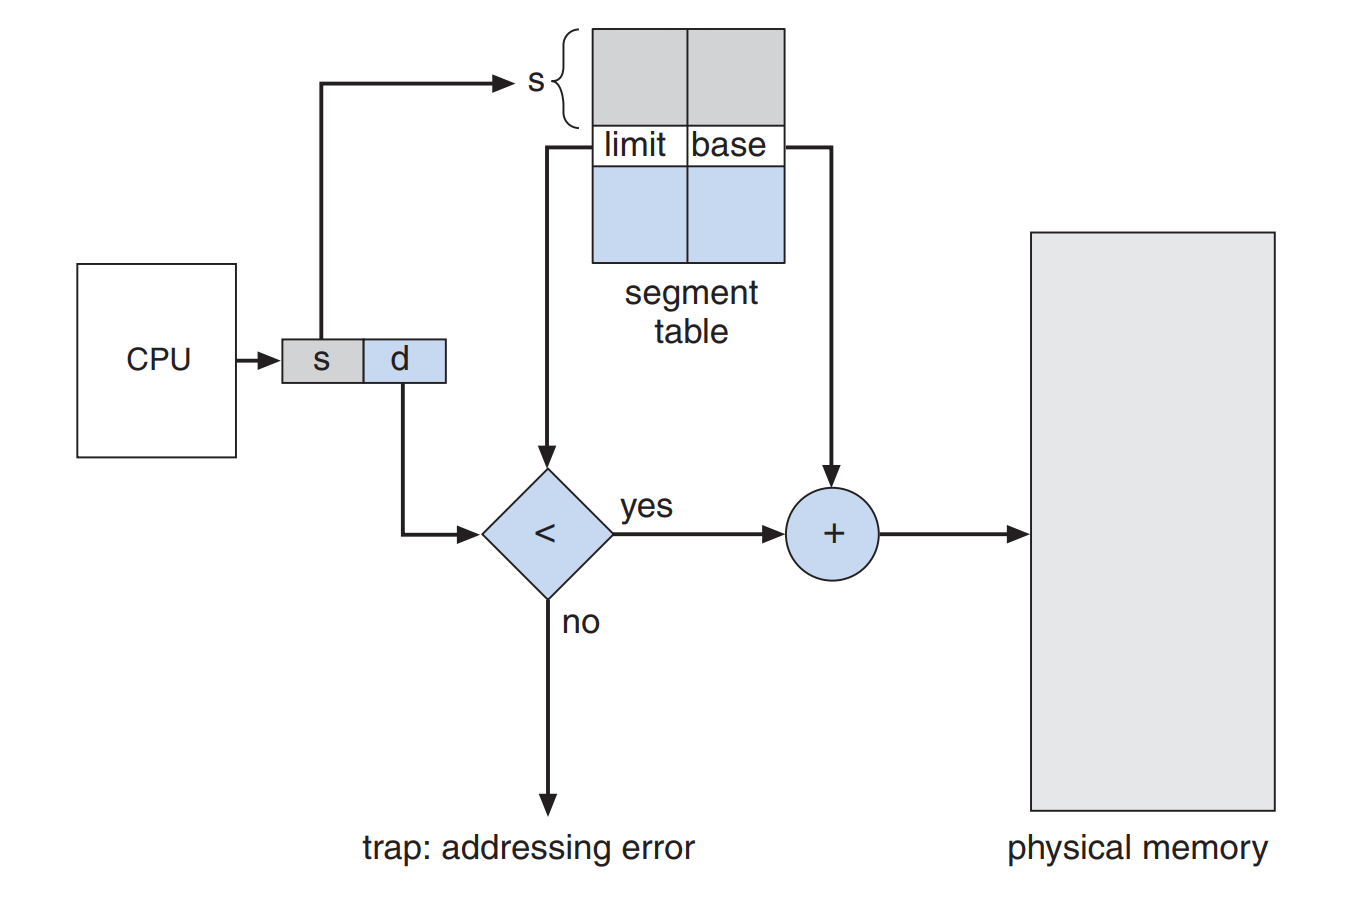 s
limit base
segment
table
CPU
s d
<
yes
+
no
trap: addressing error
physical memory